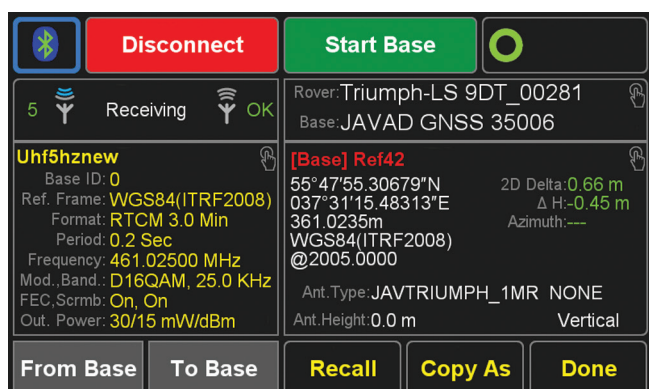 Disconnect
Start Base
5 Receiving OK
Rover:Triumph-LS 9DT_00281
Base:JAVAD GNSS 35006
Uhf5hznew
Base ID: 0
Ref. Frame: WGS84(ITRF2008)
Format: RTCM 3.0 Min
Period: 0.2 Sec
Frequency: 461.02500 MHz
Mod.,Band.: D16QAM, 25.0 KHz
FEC,Scrmb: On, On
Out. Power: 30/15 mW/dBm
[Base] Ref42
55°47'55.30679"N
037°31'15.48313"E
361.0235m
WGS84(ITRF2008)
@2005.0000
2D Delta:0.66 m
Δ H:-0.45 m
Azimuth:---
Ant.Type:JAVTRIUMPH_1MR NONE
Ant.Height:0.0 m Vertical
From Base
To Base
Recall
Copy As
Done